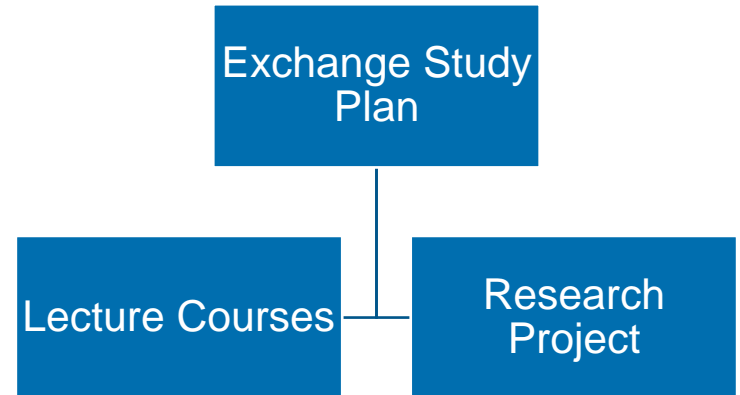 Exchange Study
Plan
Lecture Courses
Research
Project